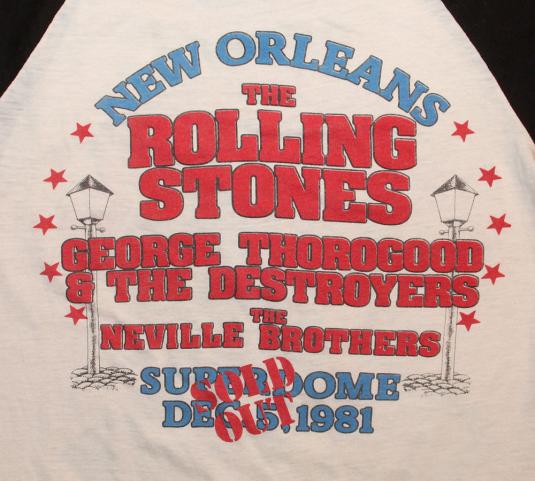 NEW ORLEANS
THE
ROLLING
STONES
GEORGE THOROGOOD
& THE DESTROYERS
THE
NEVILLE BROTHERS
SUPERDOME
DEC 5, 1981
SOLD
OUT